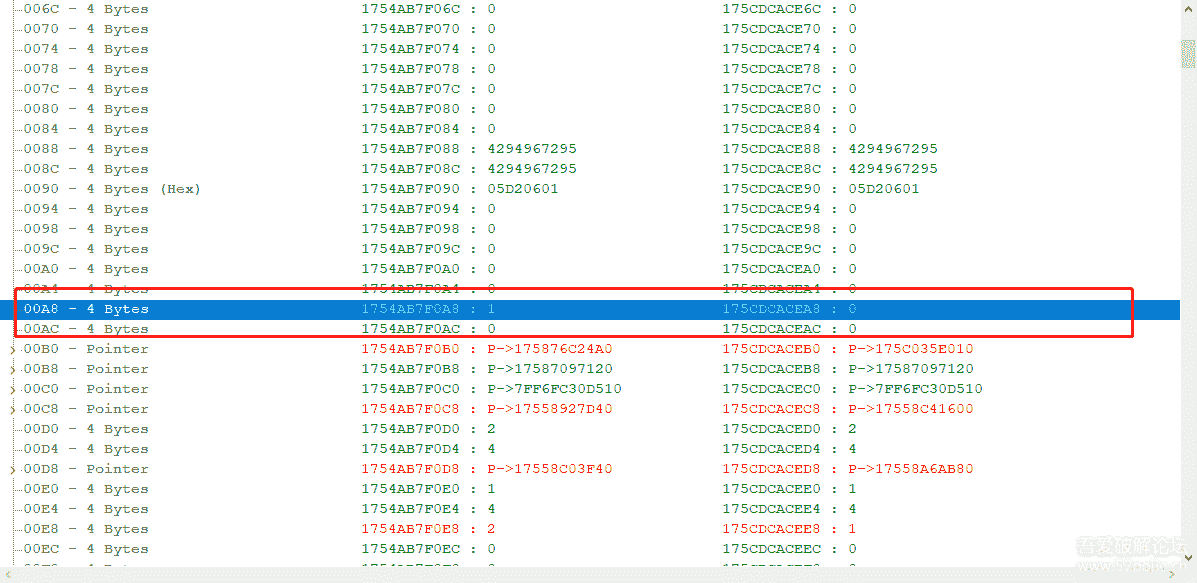 006C - 4 Bytes 1754AB7F06C : 0 175CDCACE6C : 0
0070 - 4 Bytes 1754AB7F070 : 0 175CDCACE70 : 0
0074 - 4 Bytes 1754AB7F074 : 0 175CDCACE74 : 0
0078 - 4 Bytes 1754AB7F078 : 0 175CDCACE78 : 0
007C - 4 Bytes 1754AB7F07C : 0 175CDCACE7C : 0
0080 - 4 Bytes 1754AB7F080 : 0 175CDCACE80 : 0
0084 - 4 Bytes 1754AB7F084 : 0 175CDCACE84 : 0
0088 - 4 Bytes 1754AB7F088 : 4294967295 175CDCACE88 : 4294967295
008C - 4 Bytes 1754AB7F08C : 4294967295 175CDCACE8C : 4294967295
0090 - 4 Bytes (Hex) 1754AB7F090 : 05D20601 175CDCACE90 : 05D20601
0094 - 4 Bytes 1754AB7F094 : 0 175CDCACE94 : 0
0098 - 4 Bytes 1754AB7F098 : 0 175CDCACE98 : 0
009C - 4 Bytes 1754AB7F09C : 0 175CDCACE9C : 0
00A0 - 4 Bytes 1754AB7F0A0 : 0 175CDCACEA0 : 0
00A4 - 4 Bytes 1754AB7F0A4 : 0 175CDCACEA4 : 0
00A8 - 4 Bytes 1754AB7F0A8 : 1 175CDCACEA8 : 0
00AC - 4 Bytes 1754AB7F0AC : 0 175CDCACEAC : 0
00B0 - Pointer 1754AB7F0B0 : P->175876C24A0 175CDCACEB0 : P->175C035E010
00B8 - Pointer 1754AB7F0B8 : P->17587097120 175CDCACEB8 : P->17587097120
00C0 - Pointer 1754AB7F0C0 : P->7FF6FC30D510 175CDCACEC0 : P->7FF6FC30D510
00C8 - Pointer 1754AB7F0C8 : P->17558927D40 175CDCACEC8 : P->17558C41600
00D0 - 4 Bytes 1754AB7F0D0 : 2 175CDCACED0 : 2
00D4 - 4 Bytes 1754AB7F0D4 : 4 175CDCACED4 : 4
00D8 - Pointer 1754AB7F0D8 : P->17558C03F40 175CDCACED8 : P->17558A6AB80
00E0 - 4 Bytes 1754AB7F0E0 : 1 175CDCACEE0 : 1
00E4 - 4 Bytes 1754AB7F0E4 : 4 175CDCACEE4 : 4
00E8 - 4 Bytes 1754AB7F0E8 : 2 175CDCACEE8 : 1
00EC - 4 Bytes 1754AB7F0EC : 0 175CDCACEEC : 0
吾爱破解论坛